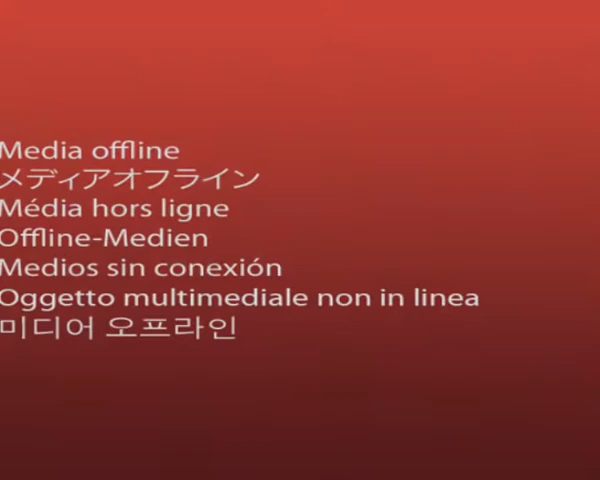 Media offline
メディアオフライン
Média hors ligne
Offline-Medien
Medios sin conexión
Oggetto multimediale non in linea
미디어 오프라인